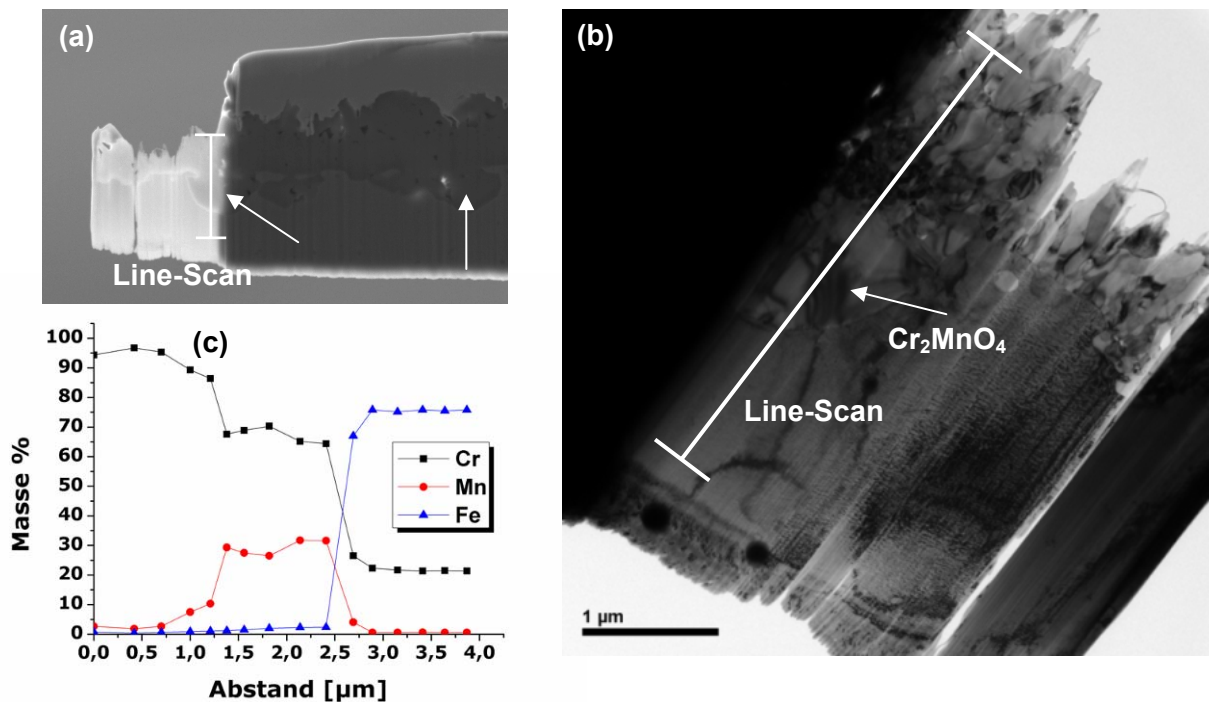 (a)
Line-Scan
(b)
Cr₂MnO₄
Line-Scan
1 µm
(c)
100
90
80
70
60
50
40
30
20
10
0
Masse %
Cr
Mn
Fe
0,0 0,5 1,0 1,5 2,0 2,5 3,0 3,5 4,0
Abstand [µm]